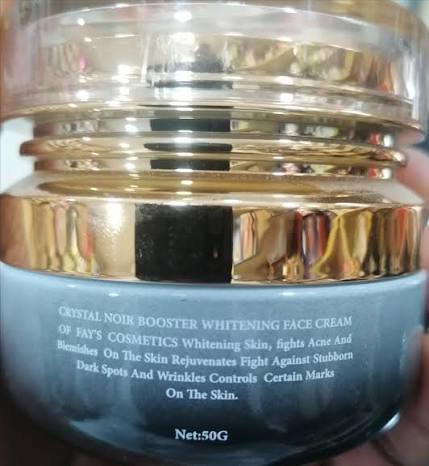 CRYSTAL NOIR BOOSTER WHITENING FACE CREAM
OF FAY'S COSMETICS Whitening Skin, fights Acne And
Blemishes On The Skin Rejuvenates Fight Against Stubborn
Dark Spots And Wrinkles Controls Certain Marks
On The Skin.
Net:50G